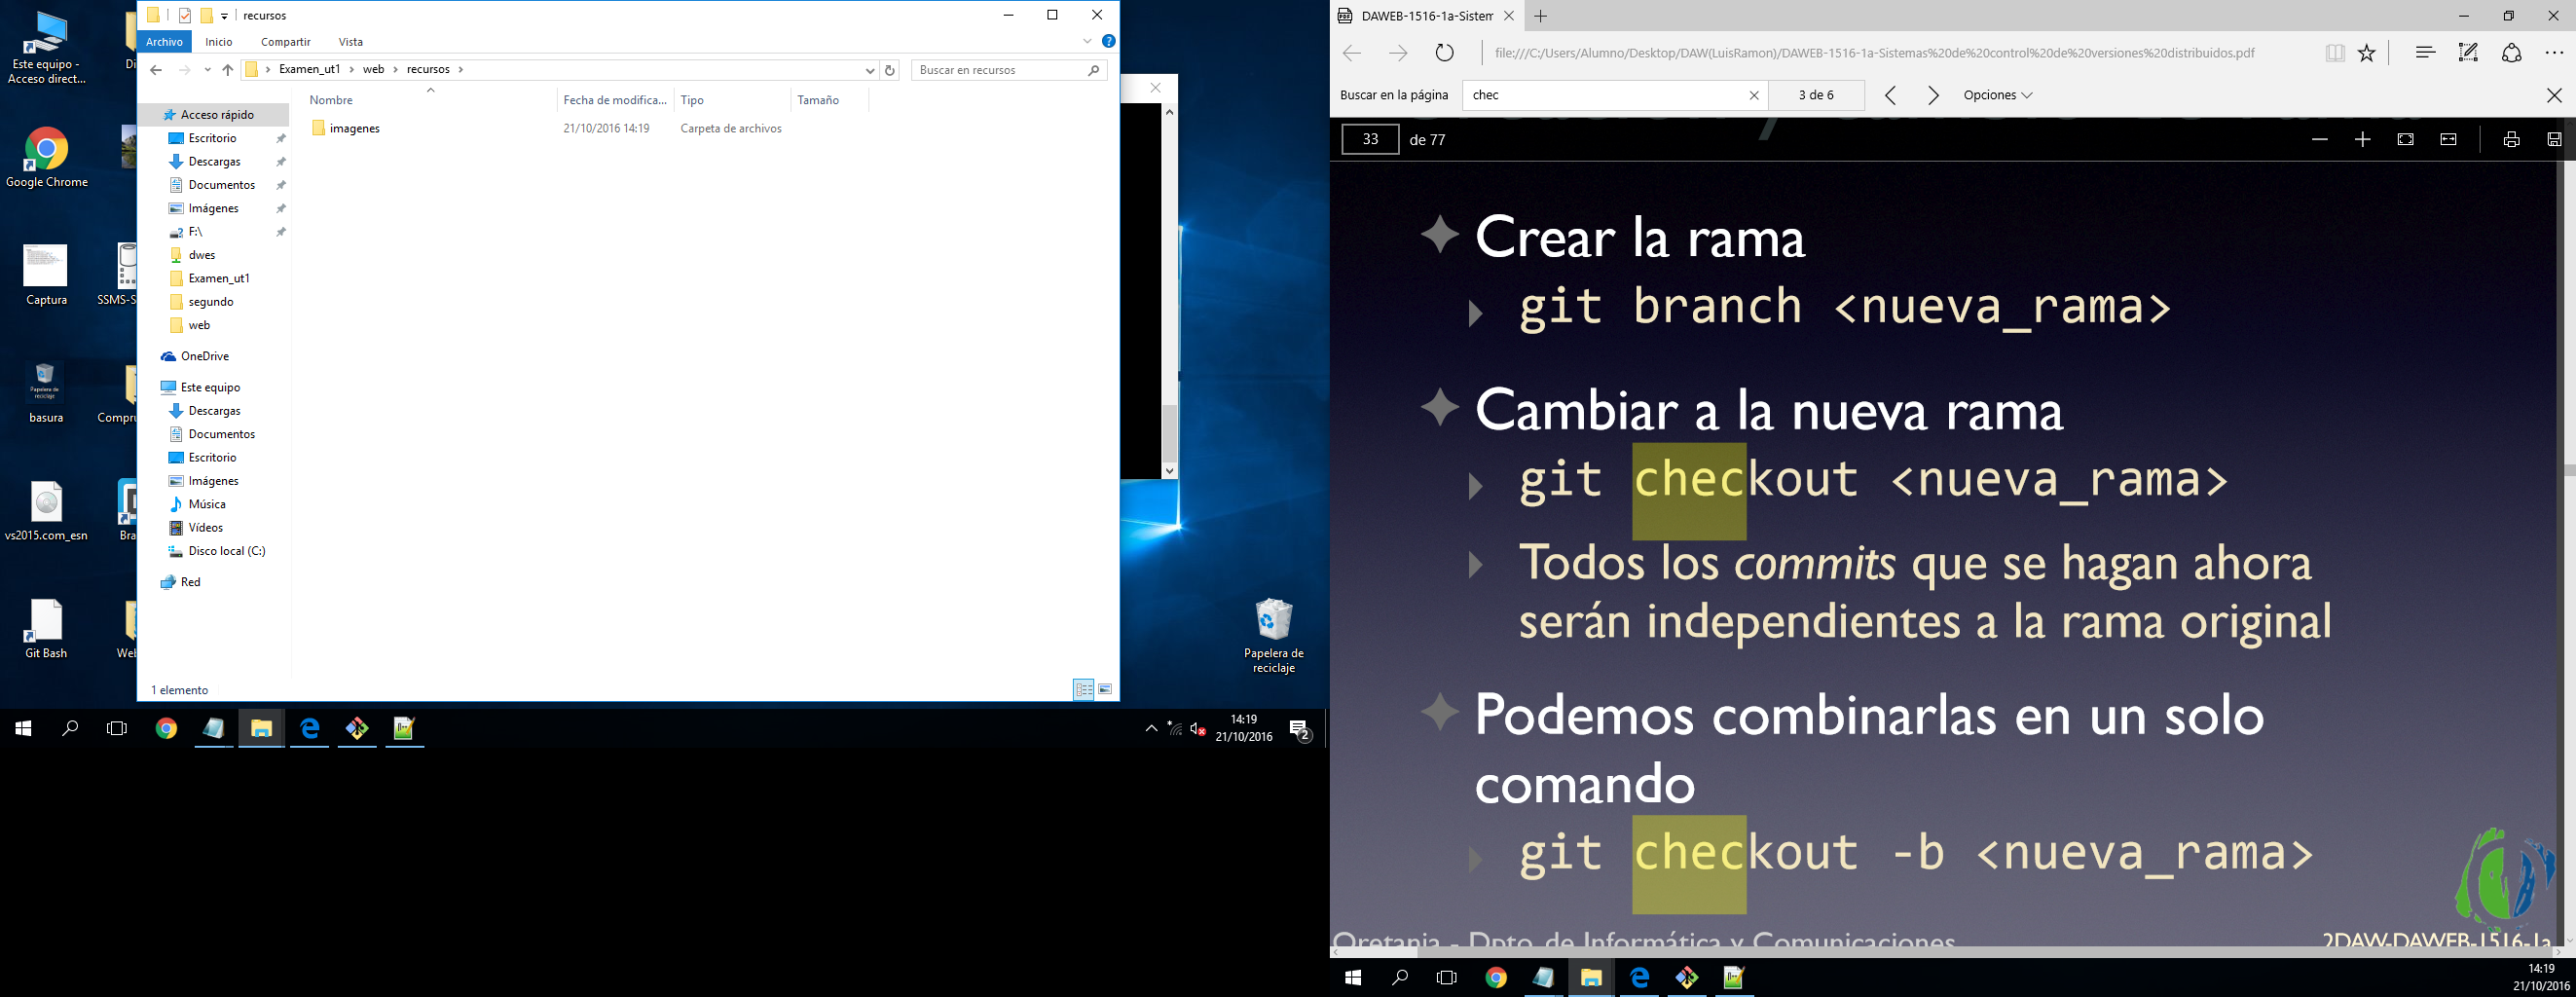 recursos
Archivo Inicio Compartir Vista
Examen_ut1 › web › recursos ›
Buscar en recursos
Nombre Fecha de modifica... Tipo Tamaño
imagenes 21/10/2016 14:19 Carpeta de archivos
Acceso rápido
Escritorio
Descargas
Documentos
Imágenes
F:\
dwes
Examen_ut1
segundo
web
OneDrive
Este equipo
Descargas
Documentos
Escritorio
Imágenes
Música
Vídeos
Disco local (C:)
Red
1 elemento
Este equipo -
Acceso direct...
Google Chrome
Captura
SSMS-S
basura
Compru
vs2015.com_esn
Bra
Git Bash
Web
Papelera de
reciclaje
14:19
21/10/2016
2
DAWEB-1516-1a-Sistem
file:///C:/Users/Alumno/Desktop/DAW(LuisRamon)/DAWEB-1516-1a-Sistemas%20de%20control%20de%20versiones%20distribuidos.pdf
Buscar en la página chec 3 de 6 Opciones
33 de 77
Crear la rama
git branch <nueva_rama>
Cambiar a la nueva rama
git checkout <nueva_rama>
Todos los commits que se hagan ahora
serán independientes a la rama original
Podemos combinarlas en un solo
comando
git checkout -b <nueva_rama>
Oretania - Dpto. de Informática y Comunicaciones
2DAW-DAWEB-1516-1a
14:19
21/10/2016